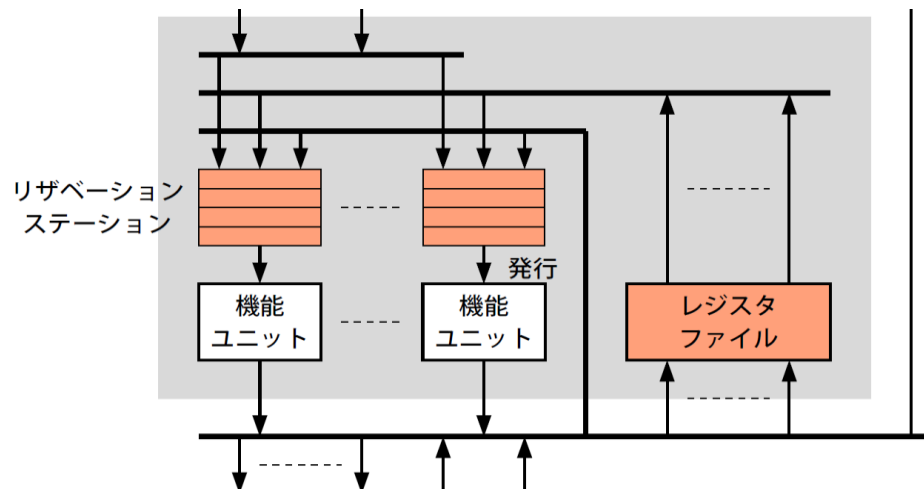 リザベーション
ステーション
発行
機能
ユニット
機能
ユニット
レジスタ
ファイル